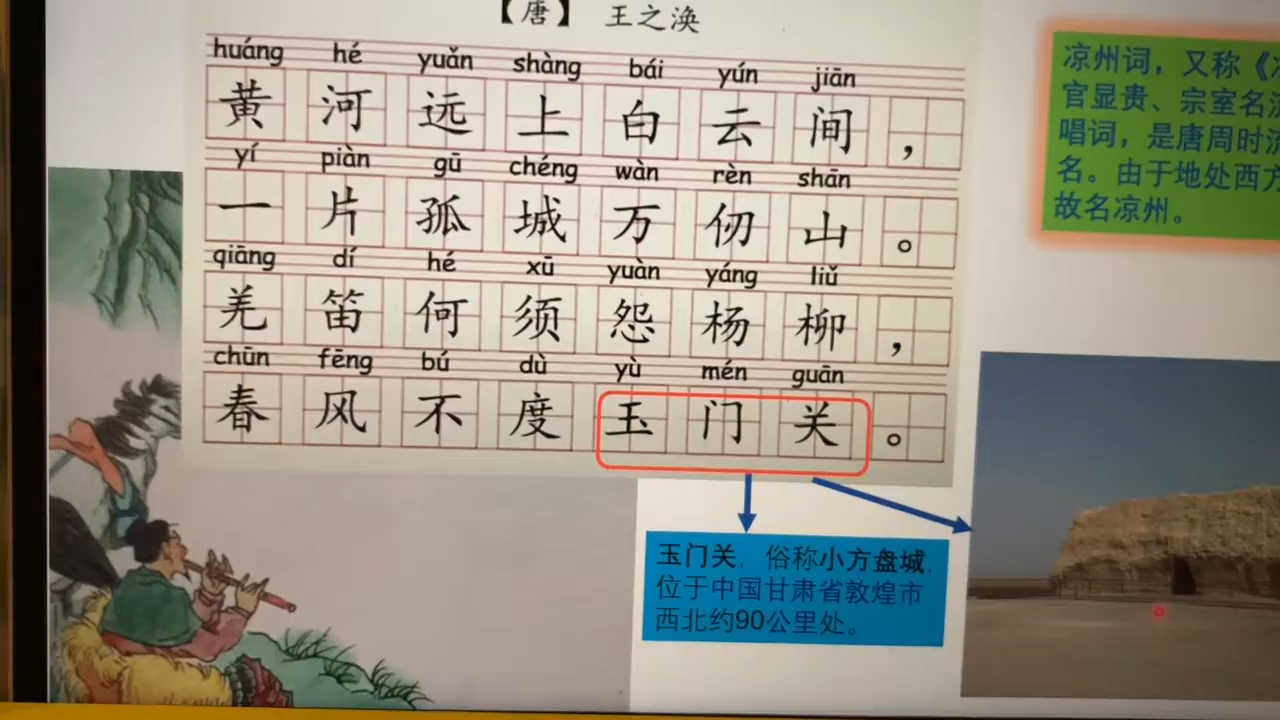 【唐】 王之涣
huáng hé yuǎn shàng bái yún jiān
黄河远上白云间，
yí piàn gū chéng wàn rèn shān
一片孤城万仞山。
qiāng dí hé xū yuàn yáng liǔ
羌笛何须怨杨柳，
chūn fēng bú dù yù mén guān
春风不度玉门关。
凉州词，又称《
官显贵、宗室名
唱词，是唐周时
名。由于地处西方
故名凉州。
玉门关，俗称小方盘城，
位于中国甘肃省敦煌市
西北约90公里处。